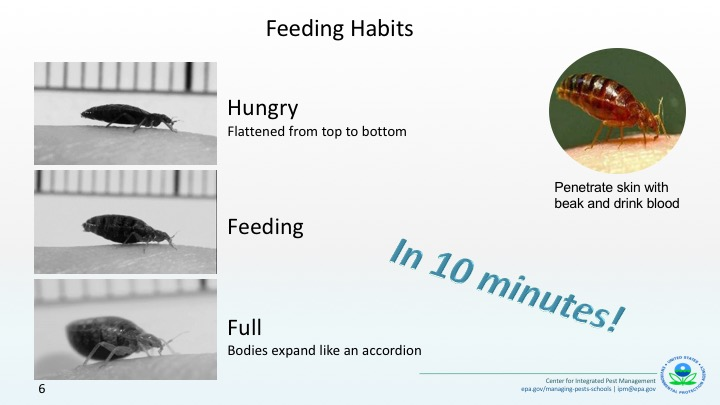 Feeding Habits
Hungry
Flattened from top to bottom
Penetrate skin with
beak and drink blood
Feeding
In 10 minutes!
Full
Bodies expand like an accordion
6
Center for Integrated Pest Management
epa.gov/managing-pests-schools | ipm@epa.gov
UNITED STATES